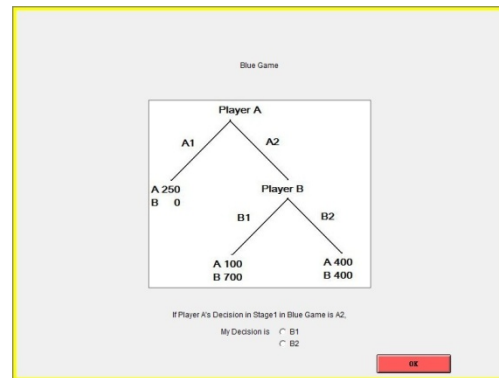 Blue Game
Player A
A1 A2
A 250
B 0
Player B
B1 B2
A 100 A 400
B 700 B 400
If Player A's Decision in Stage1 in Blue Game is A2,
My Decision is B1
B2
OK